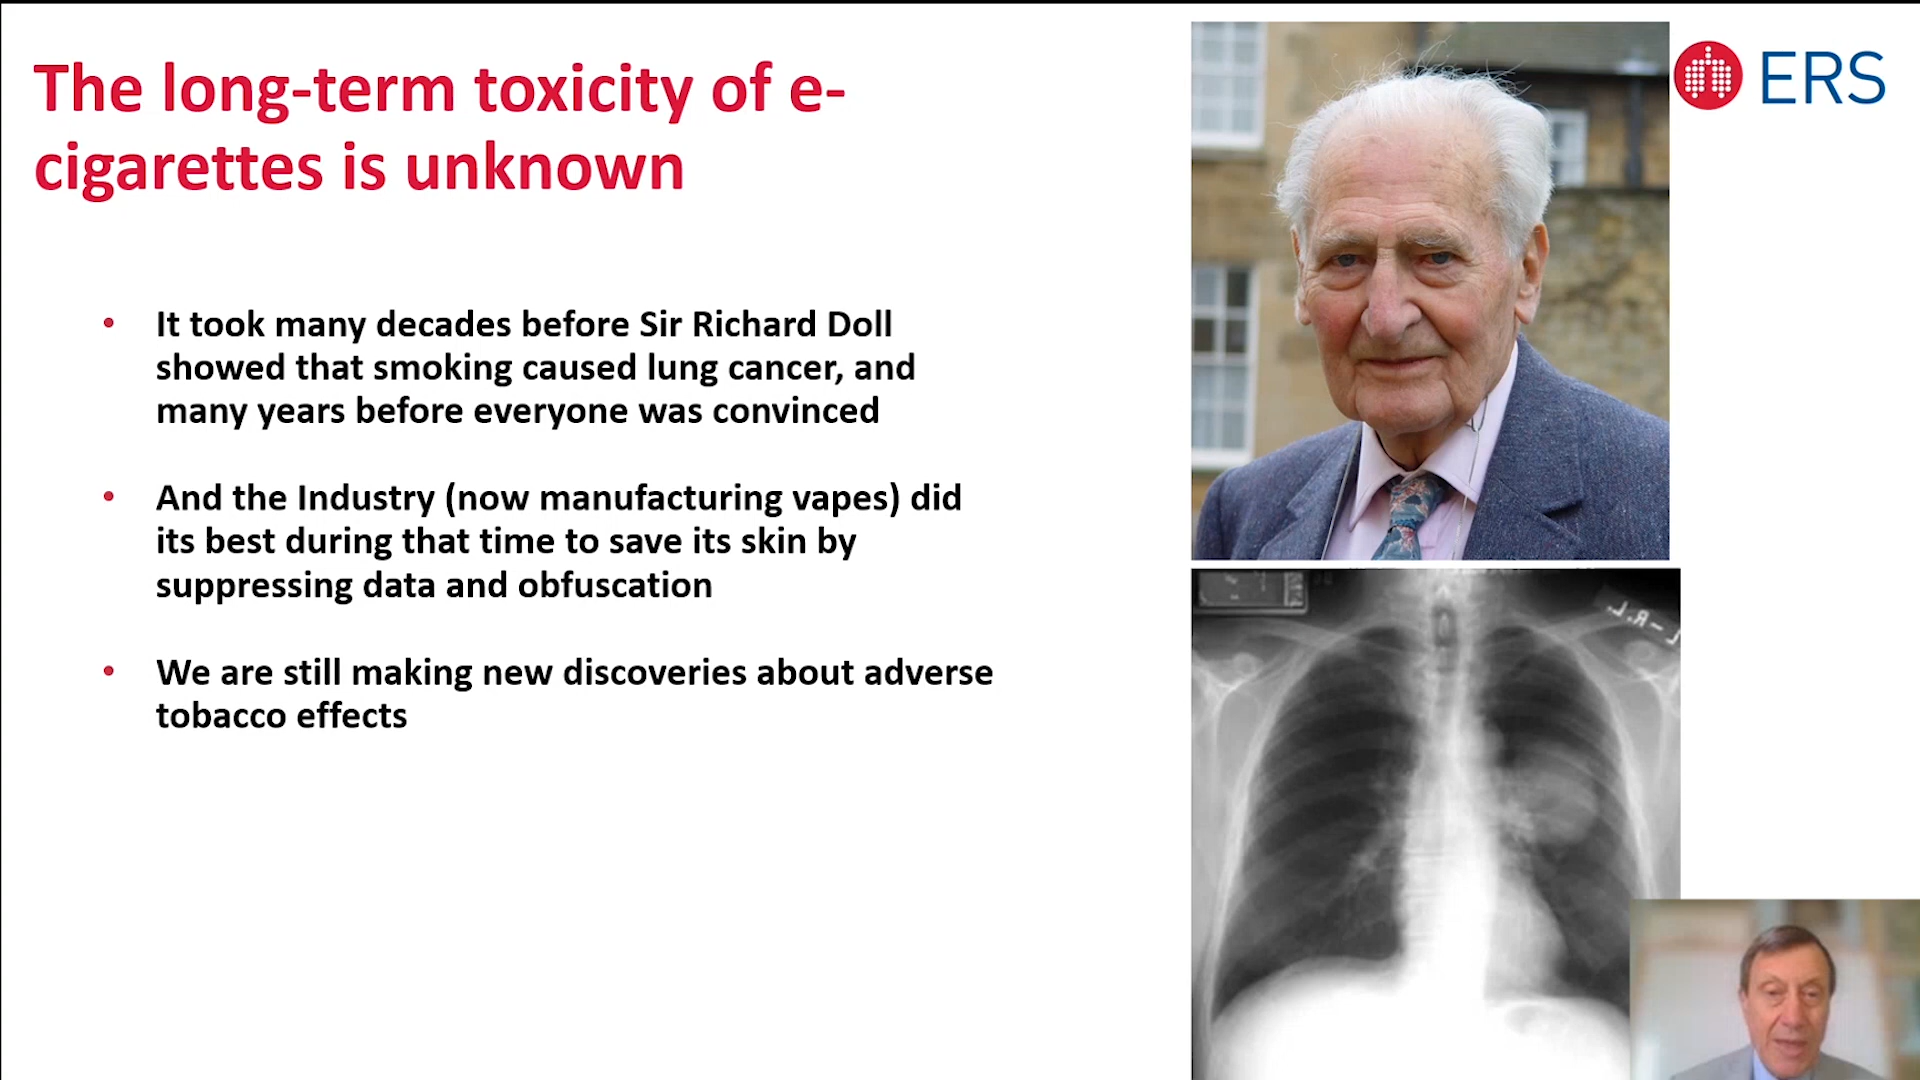 The long-term toxicity of e-
cigarettes is unknown
ERS
• It took many decades before Sir Richard Doll
showed that smoking caused lung cancer, and
many years before everyone was convinced
• And the Industry (now manufacturing vapes) did
its best during that time to save its skin by
suppressing data and obfuscation
• We are still making new discoveries about adverse
tobacco effects